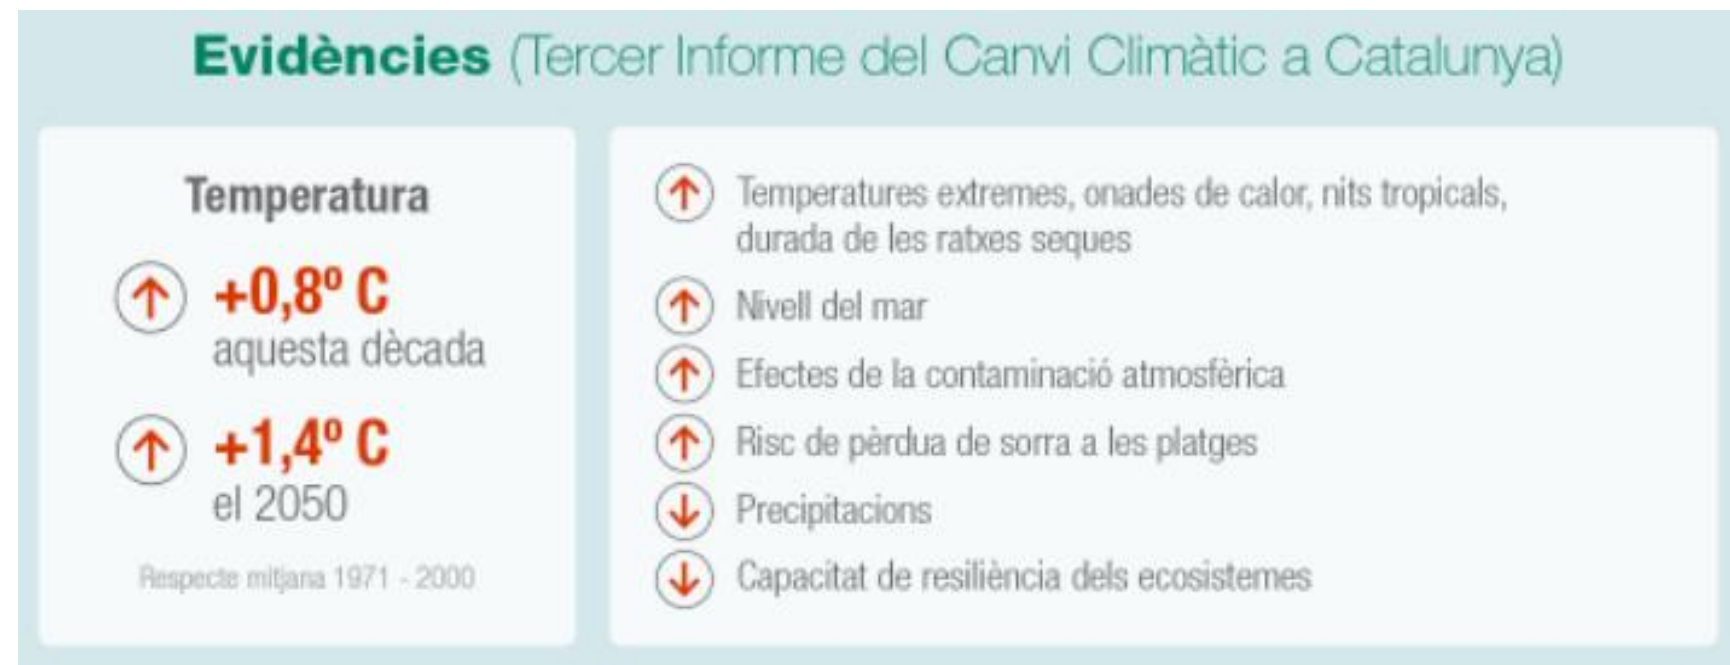 Evidències (Tercer Informe del Canvi Climàtic a Catalunya)
Temperatura
+0,8º C
aquesta dècada
+1,4º C
el 2050
Respecte mitjana 1971 - 2000
Temperatures extremes, onades de calor, nits tropicals,
durada de les ratxes seques
Nivell del mar
Efectes de la contaminació atmosfèrica
Risc de pèrdua de sorra a les platges
Precipitacions
Capacitat de resiliència dels ecosistemes